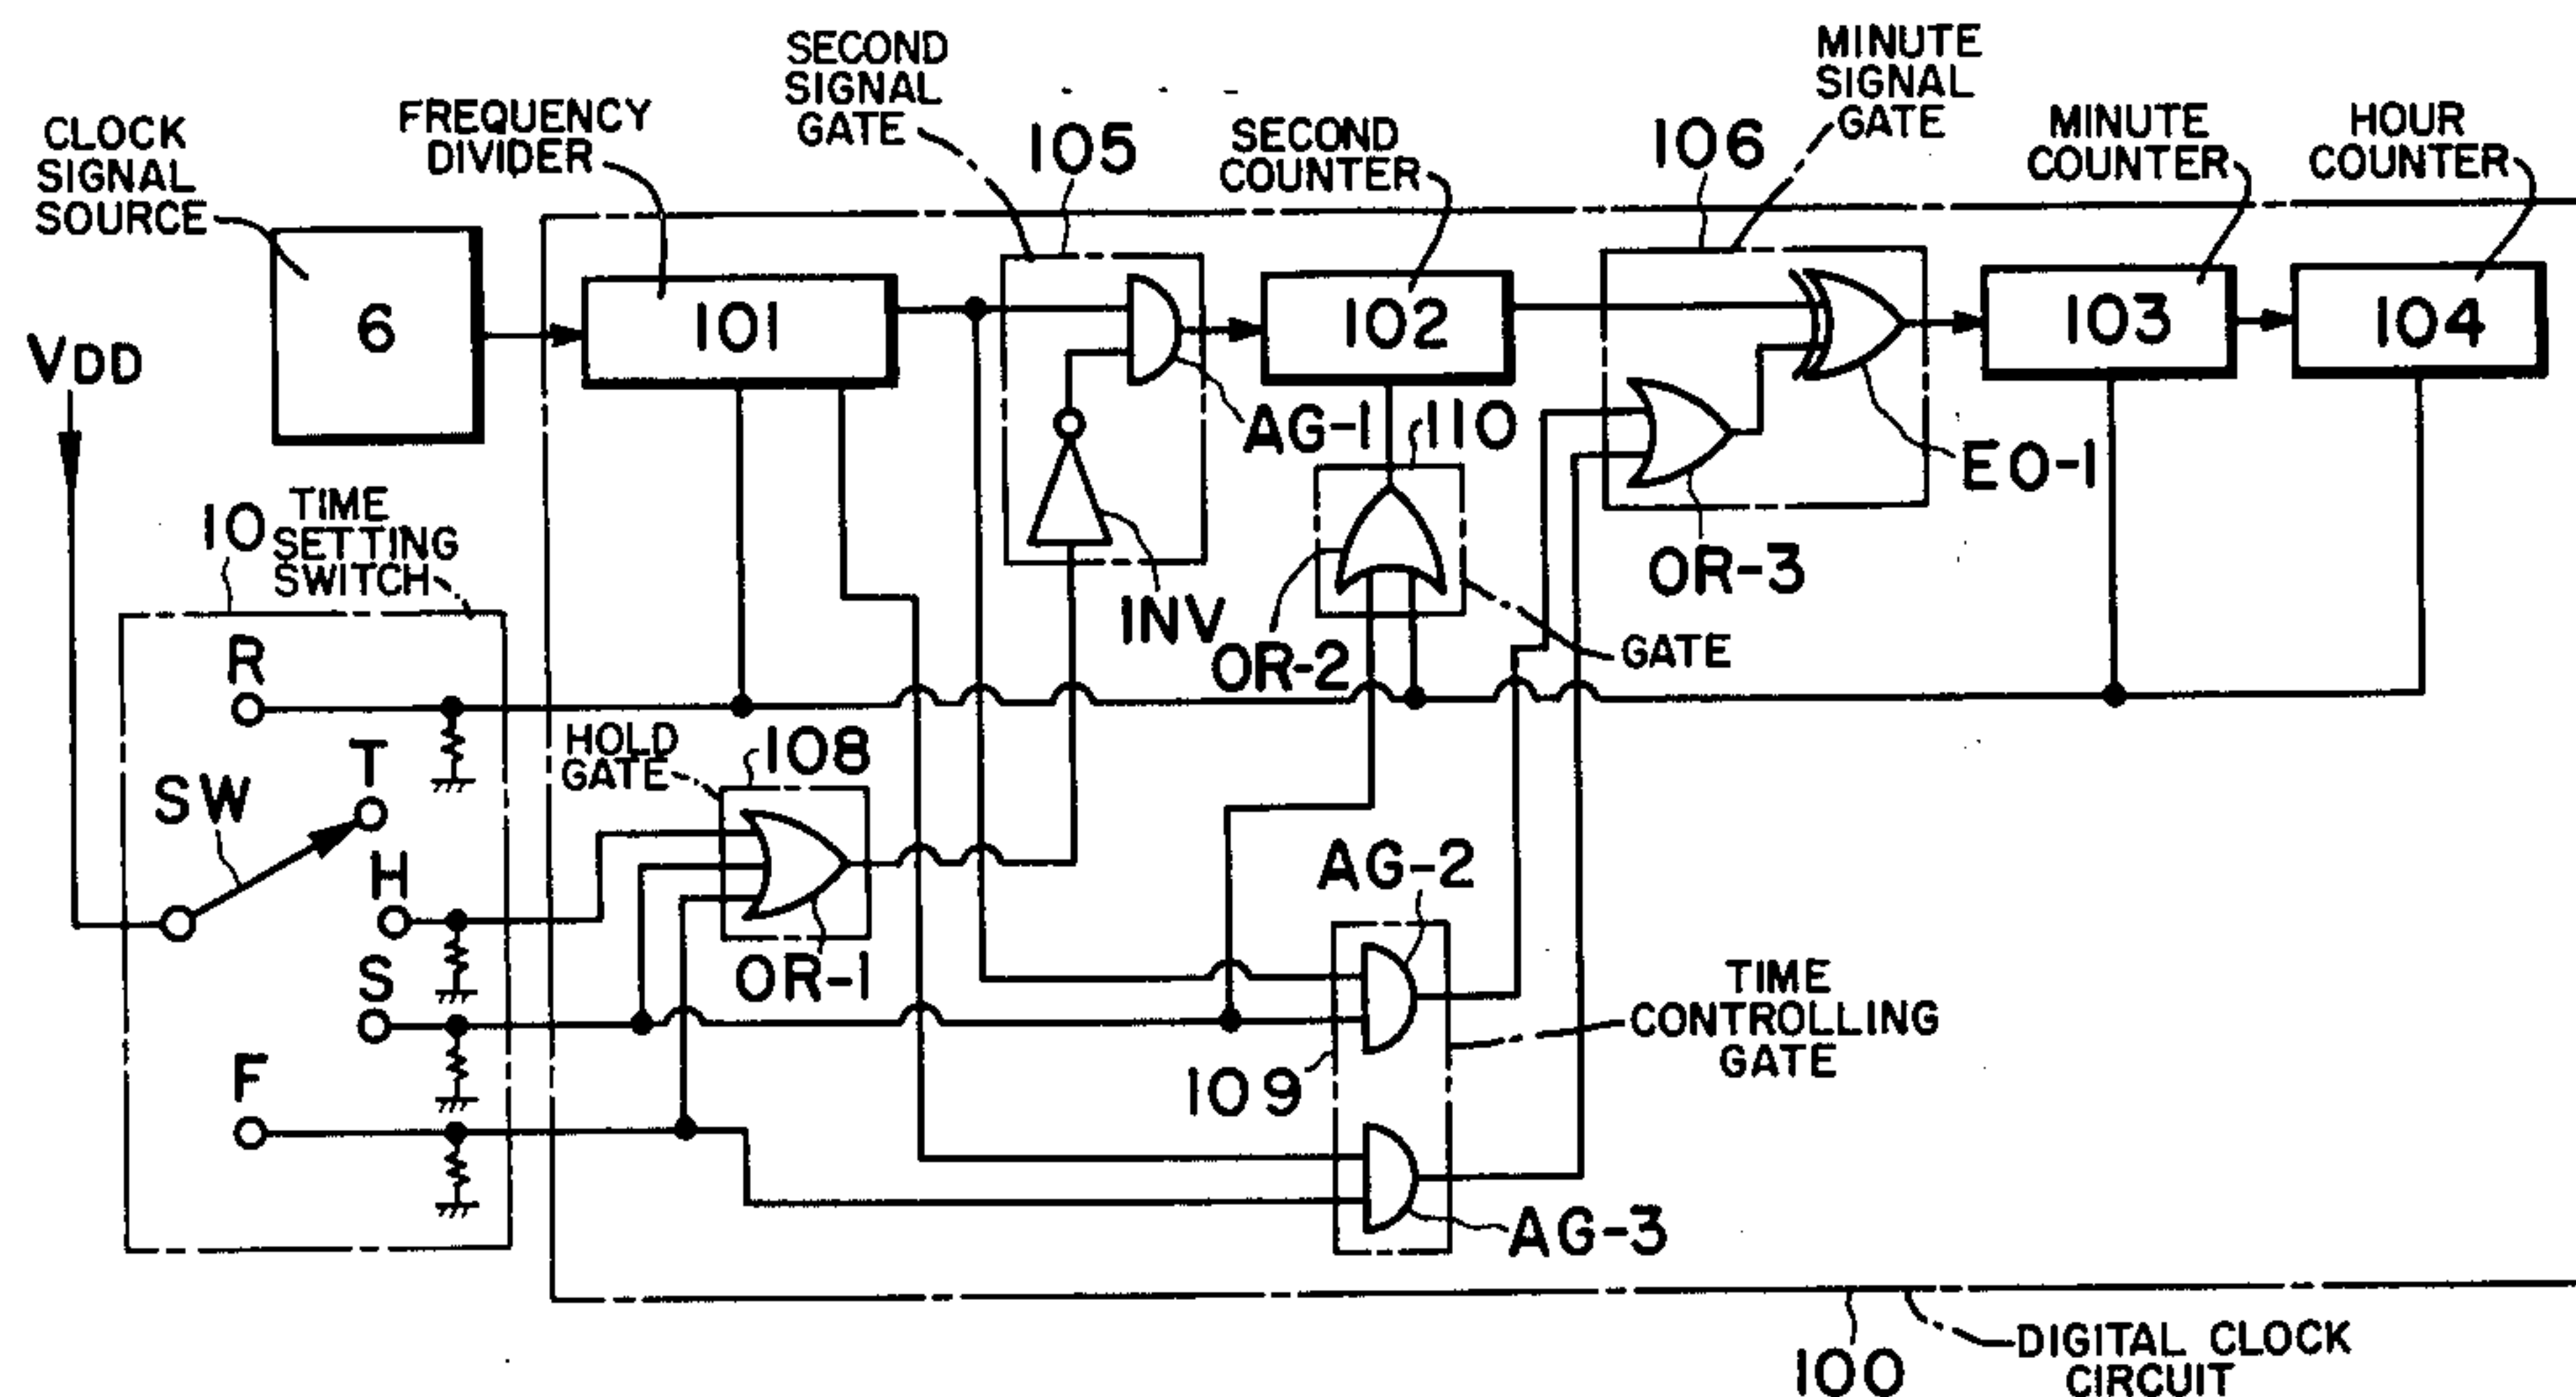 CLOCK
SIGNAL
SOURCE
FREQUENCY
DIVIDER
SECOND
SIGNAL
GATE
105
SECOND
COUNTER
106
MINUTE
SIGNAL
GATE
MINUTE
COUNTER
HOUR
COUNTER
6
101
102
103
104
VDD
AG-1
110
EO-1
10
TIME
SETTING
SWITCH
INV
OR-2
GATE
OR-3
R
T
SW
H
S
F
HOLD
GATE
108
OR-1
AG-2
109
TIME
CONTROLLING
GATE
AG-3
100
DIGITAL CLOCK
CIRCUIT